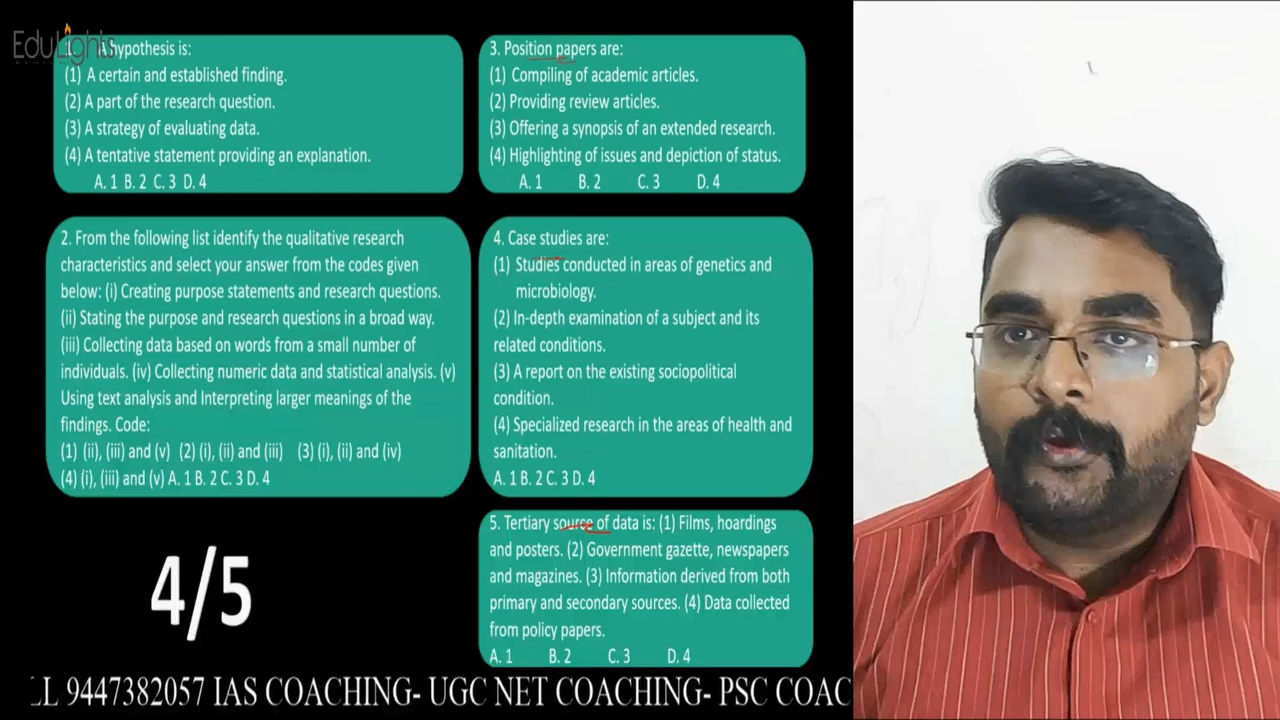 EduLights
1. A hypothesis is:
(1) A certain and established finding.
(2) A part of the research question.
(3) A strategy of evaluating data.
(4) A tentative statement providing an explanation.
A. 1 B. 2 C. 3 D. 4
2. From the following list identify the qualitative research
characteristics and select your answer from the codes given
below: (i) Creating purpose statements and research questions.
(ii) Stating the purpose and research questions in a broad way.
(iii) Collecting data based on words from a small number of
individuals. (iv) Collecting numeric data and statistical analysis. (v)
Using text analysis and Interpreting larger meanings of the
findings. Code:
(1) (ii), (iii) and (v) (2) (i), (ii) and (iii) (3) (i), (ii) and (iv)
(4) (i), (iii) and (v) A. 1 B. 2 C. 3 D. 4
3. Position papers are:
(1) Compiling of academic articles.
(2) Providing review articles.
(3) Offering a synopsis of an extended research.
(4) Highlighting of issues and depiction of status.
A. 1 B. 2 C. 3 D. 4
4. Case studies are:
(1) Studies conducted in areas of genetics and
microbiology.
(2) In-depth examination of a subject and its
related conditions.
(3) A report on the existing sociopolitical
condition.
(4) Specialized research in the areas of health and
sanitation.
A. 1 B. 2 C. 3 D. 4
5. Tertiary source of data is: (1) Films, hoardings
and posters. (2) Government gazette, newspapers
and magazines. (3) Information derived from both
primary and secondary sources. (4) Data collected
from policy papers.
A. 1 B. 2 C. 3 D. 4
4/5
LL 9447382057 IAS COACHING- UGC NET COACHING- PSC COAC